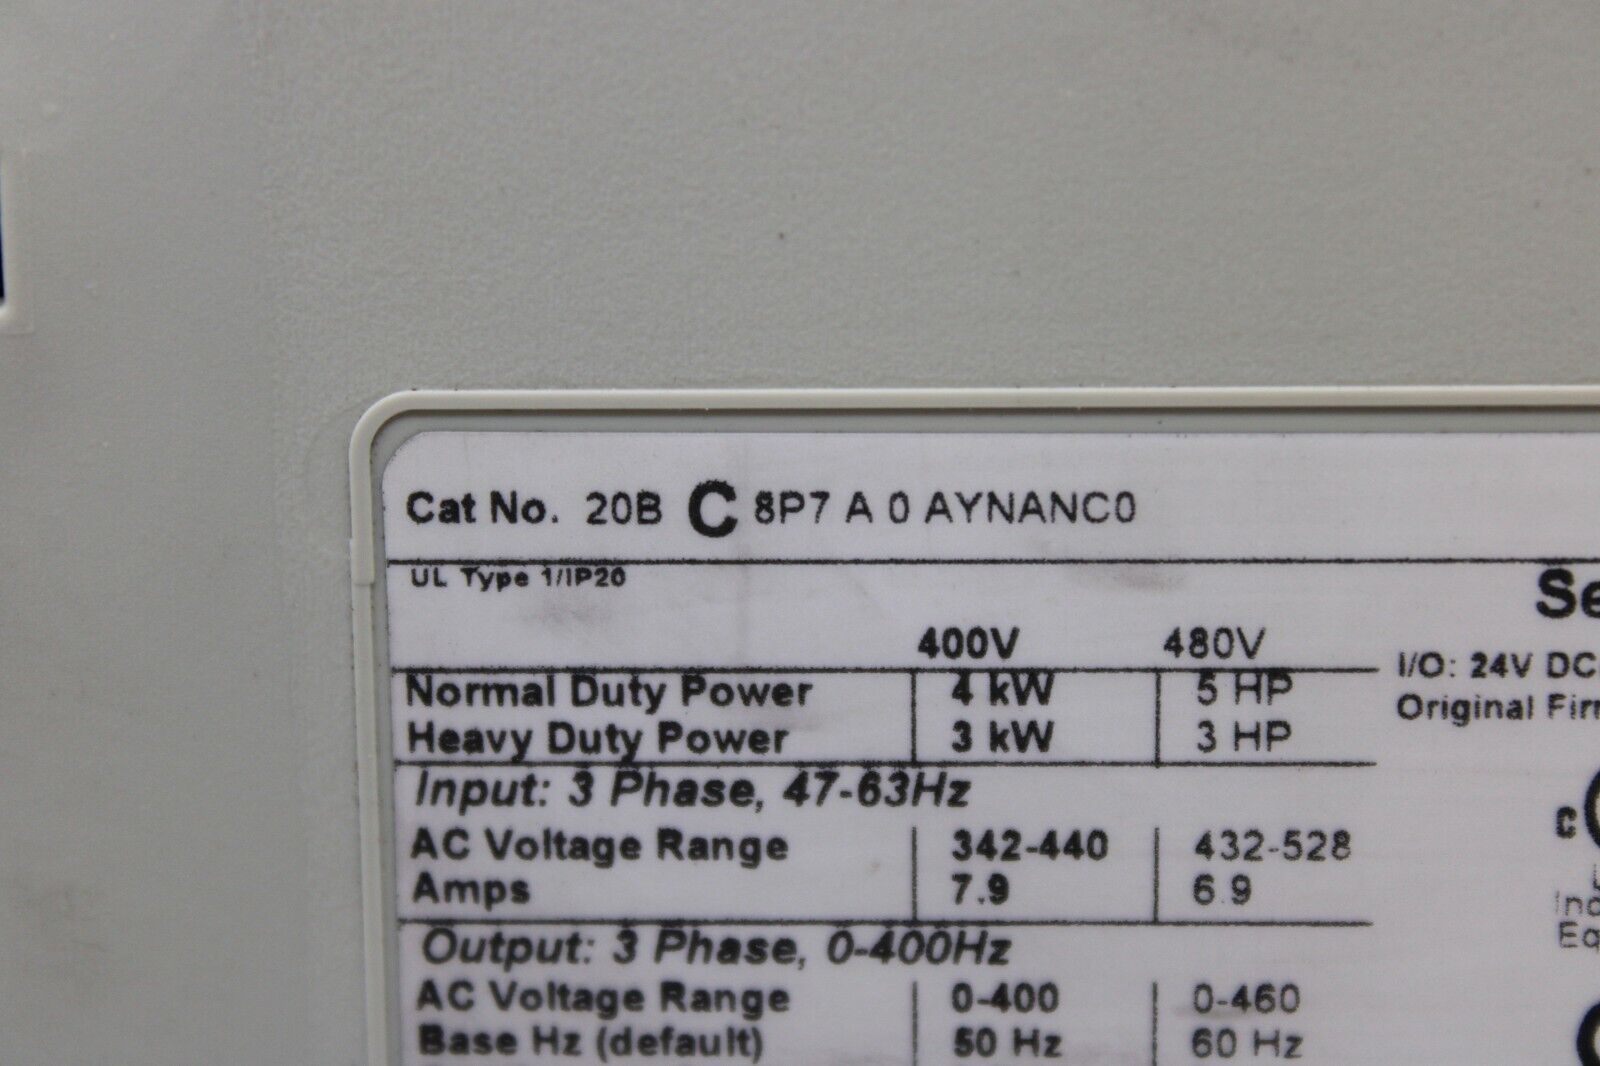 Cat No. 20B C 8P7 A 0 AYNANC0
UL Type 1/IP20
400V 480V
Normal Duty Power 4 kW 5 HP
Heavy Duty Power 3 kW 3 HP
Input: 3 Phase, 47-63Hz
AC Voltage Range 342-440 432-528
Amps 7.9 6.9
Output: 3 Phase, 0-400Hz
AC Voltage Range 0-400 0-460
Base Hz (default) 50 Hz 60 Hz
Se
I/O: 24V DC
Original Fir
c
Ind
Eq